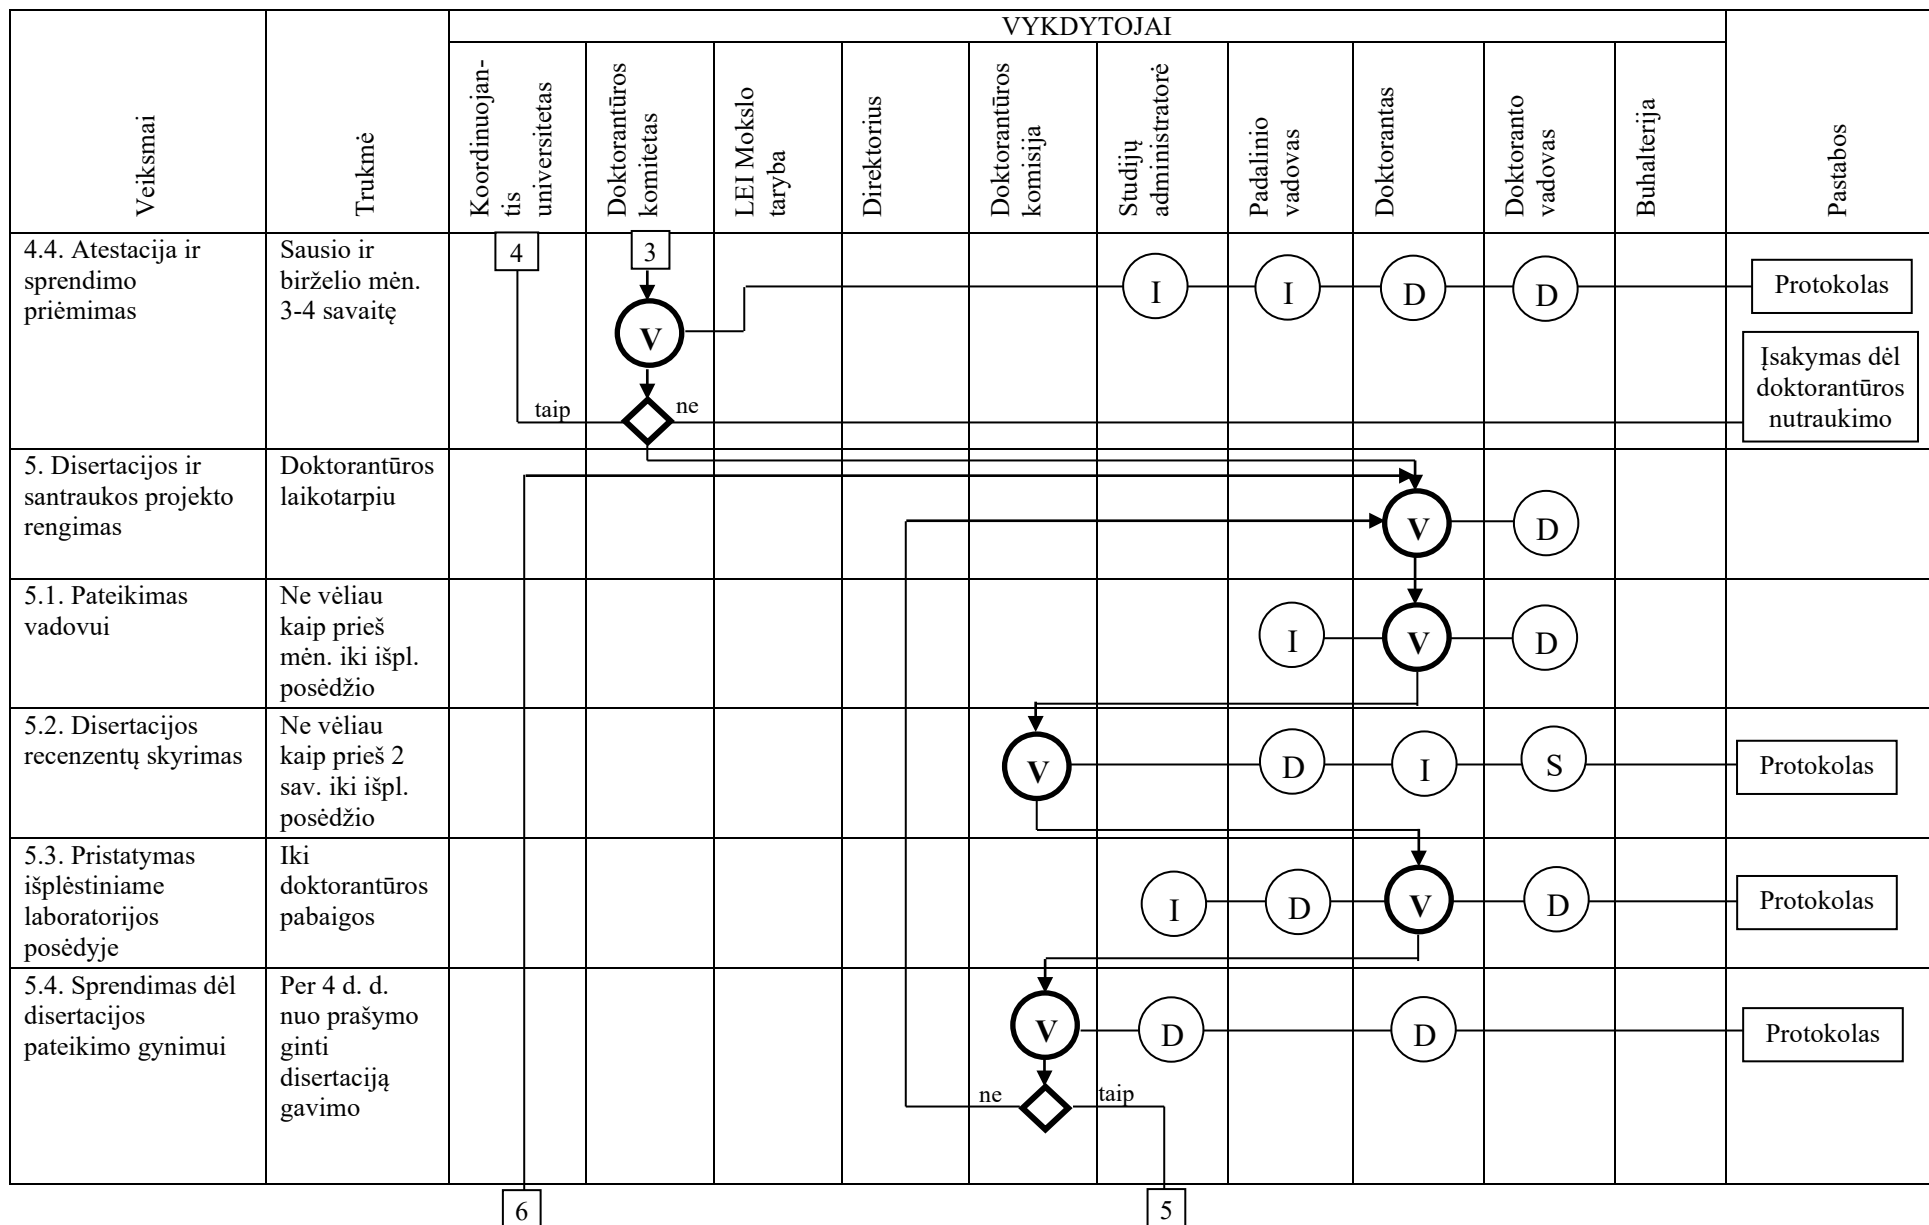 VYKDYTOJAI
Veiksmai
Trukmė
Koordinuojan-
tis
universitetas
Doktorantūros
komitetas
LEI Mokslo
taryba
Direktorius
Doktorantūros
komisija
Studijų
administratorė
Padalinio
vadovas
Doktorantas
Doktoranto
vadovas
Buhalterija
Pastabos
4.4. Atestacija ir
sprendimo
priėmimas
Sausio ir
birželio mėn.
3-4 savaitę
4
3
V
I
I
D
D
Protokolas
Įsakymas dėl
doktorantūros
nutraukimo
taip
ne
5. Disertacijos ir
santraukos projekto
rengimas
Doktorantūros
laikotarpiu
V
D
5.1. Pateikimas
vadovui
Ne vėliau
kaip prieš
mėn. iki išpl.
posėdžio
I
V
D
5.2. Disertacijos
recenzentų skyrimas
Ne vėliau
kaip prieš 2
sav. iki išpl.
posėdžio
V
D
I
S
Protokolas
5.3. Pristatymas
išplėstiniame
laboratorijos
posėdyje
Iki
doktorantūros
pabaigos
I
D
V
D
Protokolas
5.4. Sprendimas dėl
disertacijos
pateikimo gynimui
Per 4 d. d.
nuo prašymo
ginti
disertaciją
gavimo
V
D
D
Protokolas
ne
taip
6
5